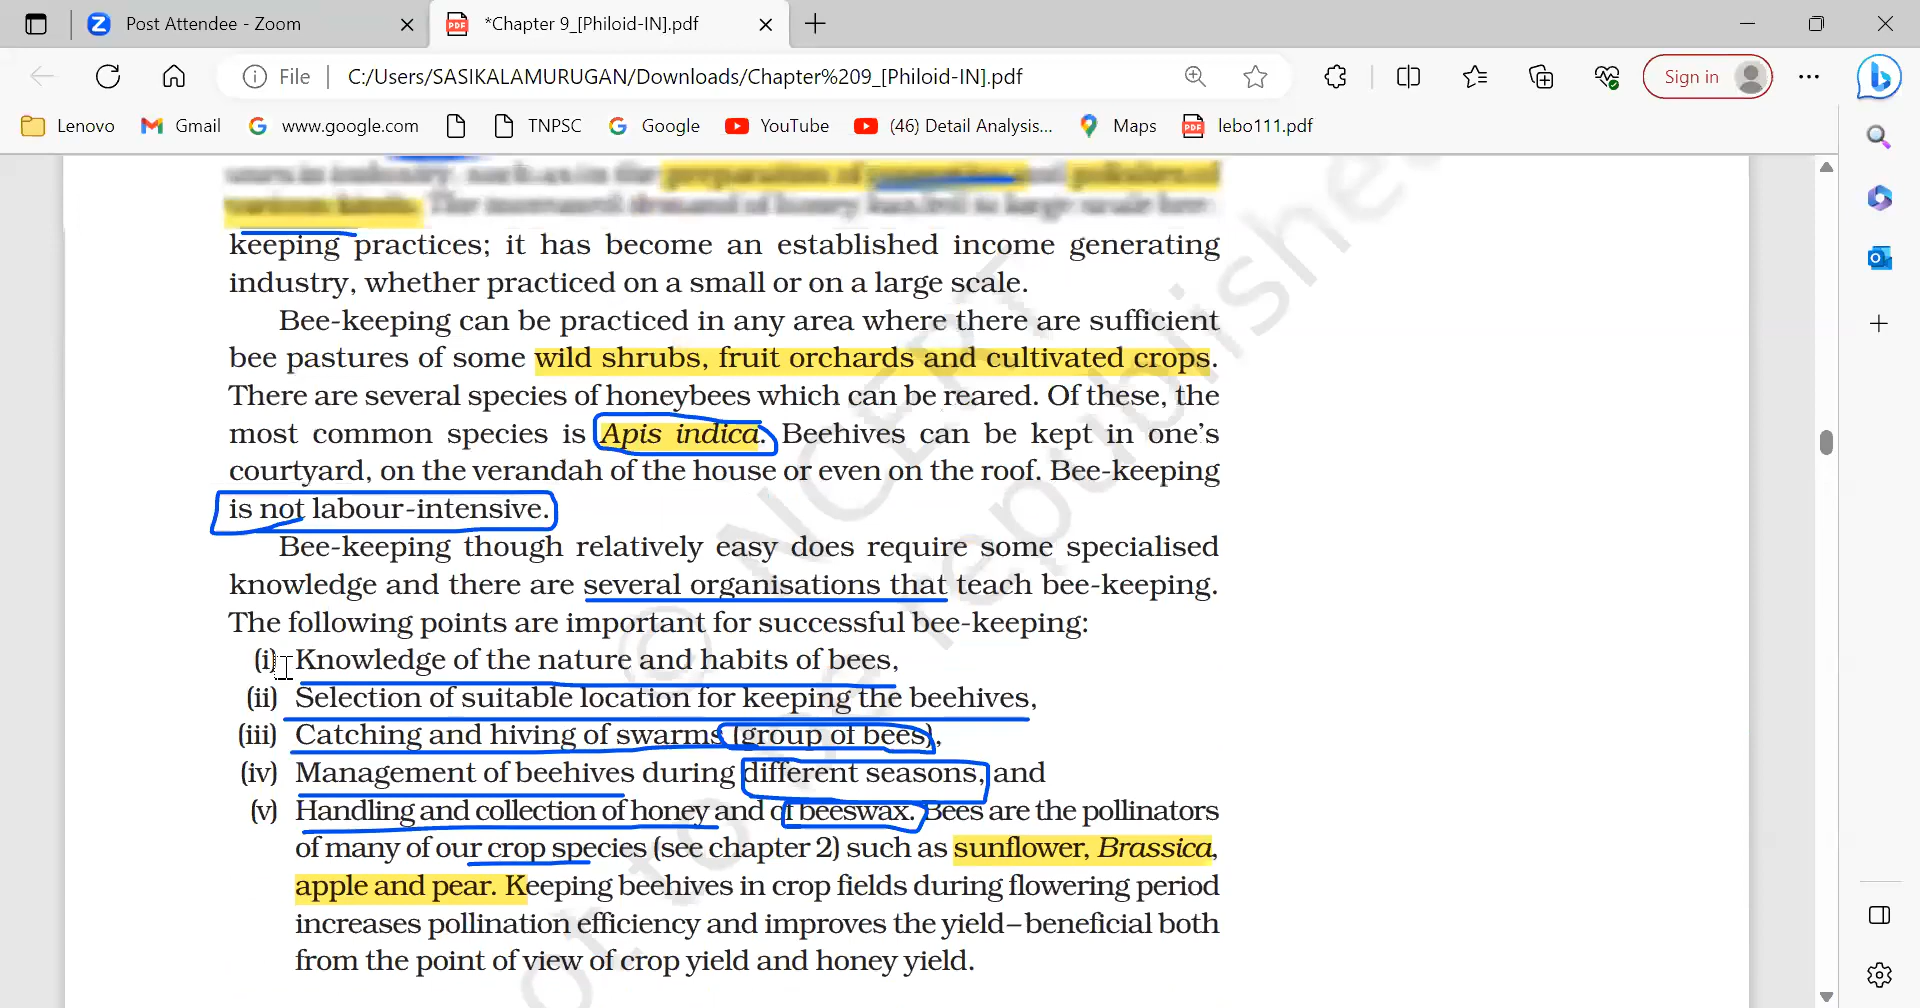 Post Attendee - Zoom
*Chapter 9_[Philoid-IN].pdf
File
C:/Users/SASIKALAMURUGAN/Downloads/Chapter%209_[Philoid-IN].pdf
Sign in
Lenovo
Gmail
www.google.com
TNPSC
Google
YouTube
(46) Detail Analysis...
Maps
lebo111.pdf
keeping practices; it has become an established income generating
industry, whether practiced on a small or on a large scale.
Bee-keeping can be practiced in any area where there are sufficient
bee pastures of some wild shrubs, fruit orchards and cultivated crops.
There are several species of honeybees which can be reared. Of these, the
most common species is Apis indica. Beehives can be kept in one's
courtyard, on the verandah of the house or even on the roof. Bee-keeping
is not labour-intensive.
Bee-keeping though relatively easy does require some specialised
knowledge and there are several organisations that teach bee-keeping.
The following points are important for successful bee-keeping:
(i) Knowledge of the nature and habits of bees,
(ii) Selection of suitable location for keeping the beehives,
(iii) Catching and hiving of swarms (group of bees),
(iv) Management of beehives during different seasons, and
(v) Handling and collection of honey and of beeswax. Bees are the pollinators
of many of our crop species (see chapter 2) such as sunflower, Brassica,
apple and pear. Keeping beehives in crop fields during flowering period
increases pollination efficiency and improves the yield–beneficial both
from the point of view of crop yield and honey yield.
© NCERT